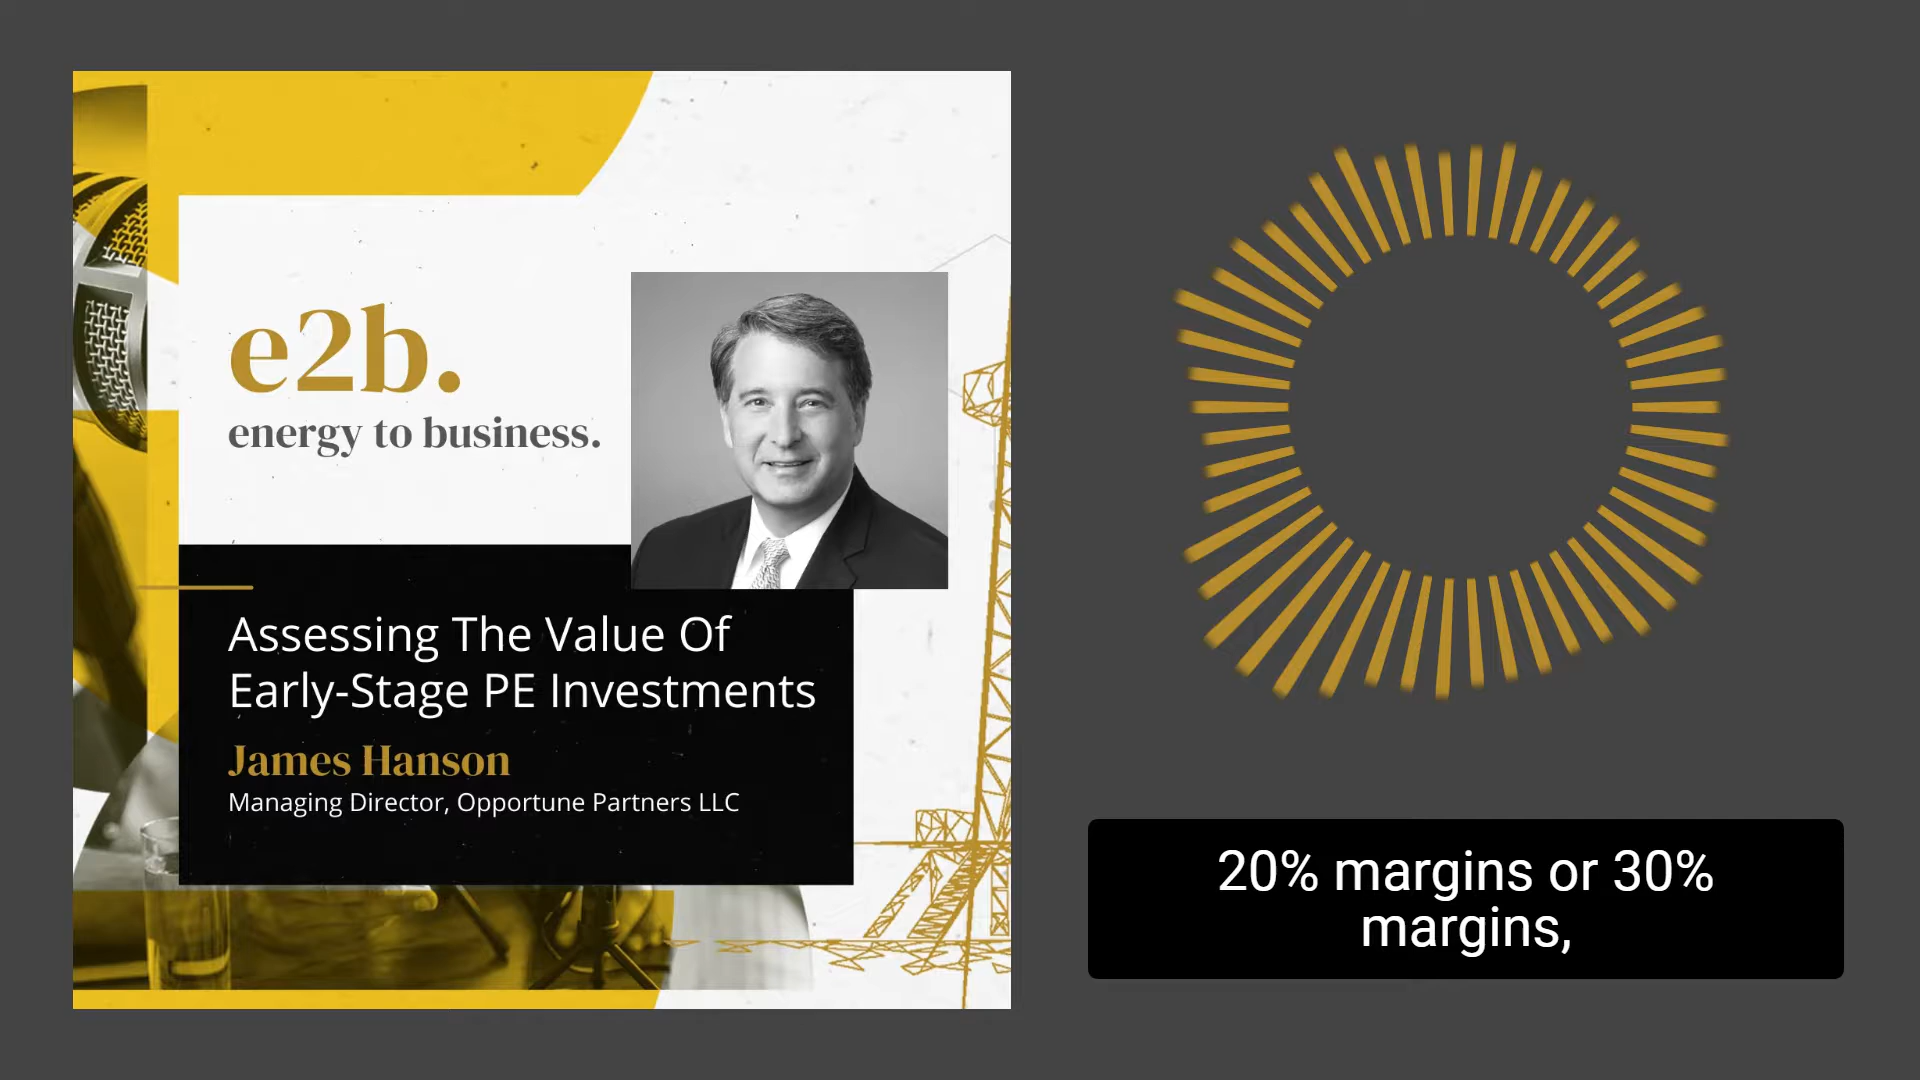 e2b.
energy to business.
Assessing The Value Of
Early-Stage PE Investments
James Hanson
Managing Director, Opportune Partners LLC
20% margins or 30%
margins,